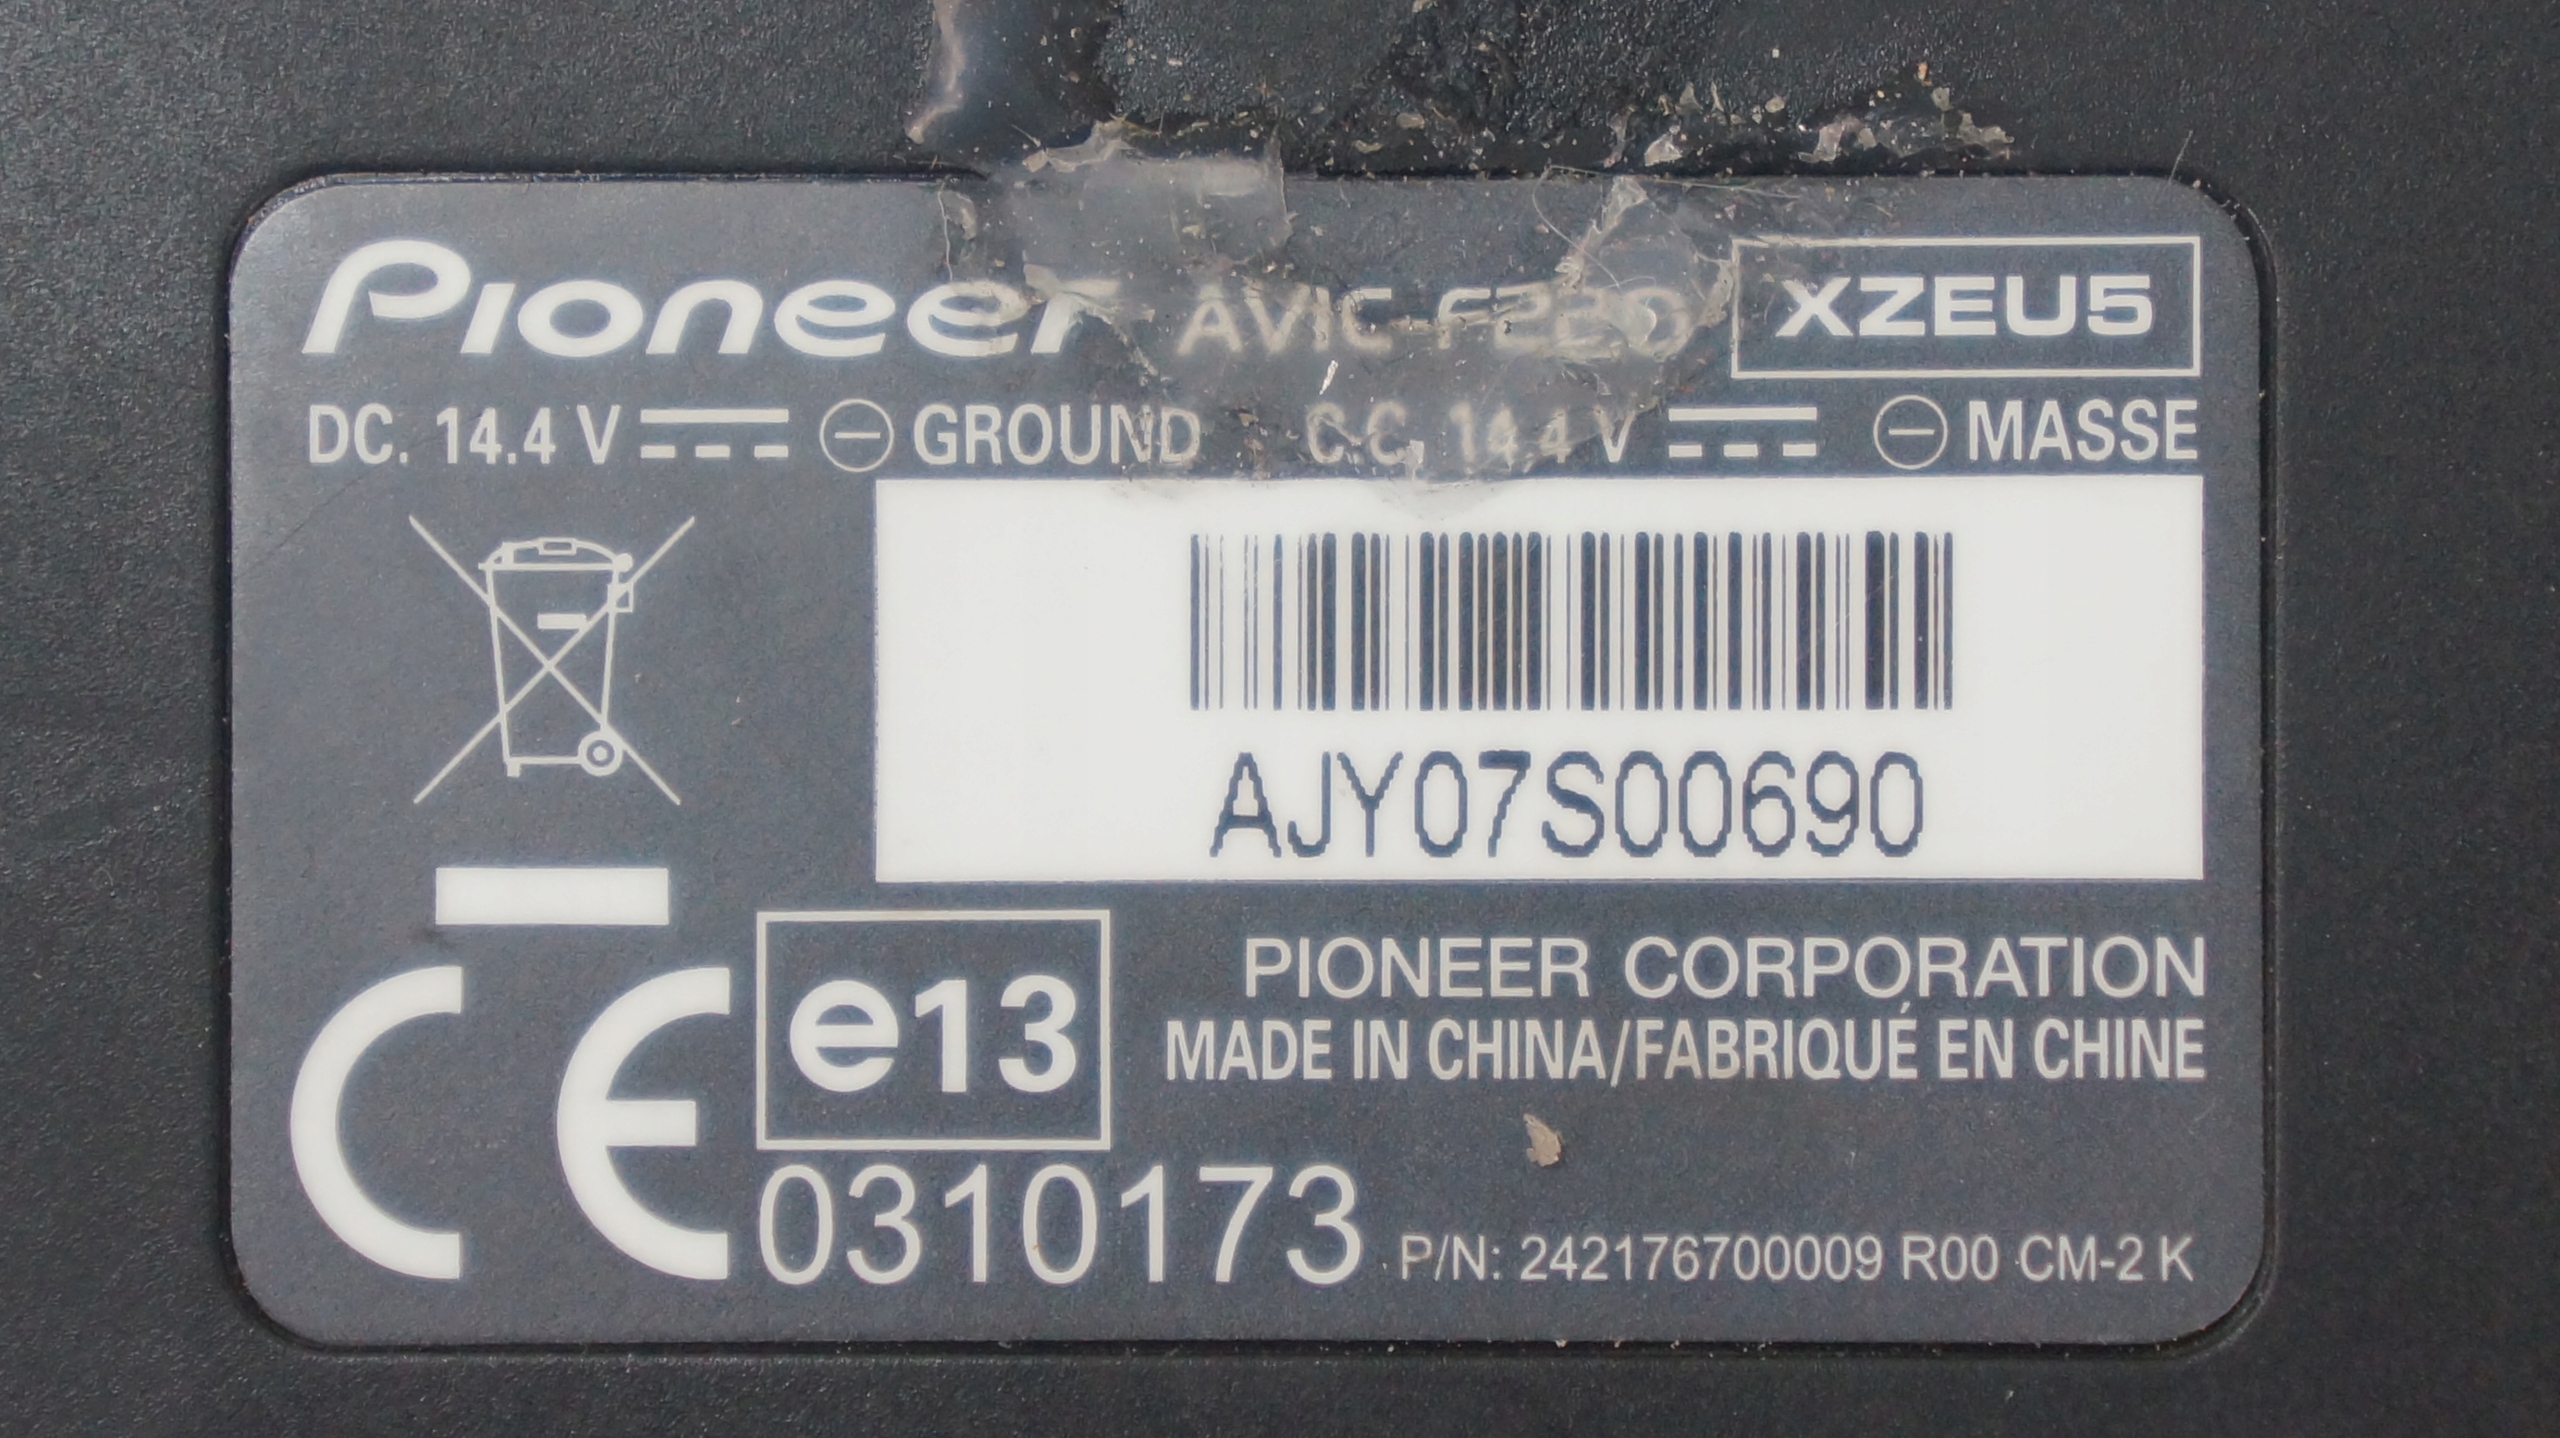 Pioneer AVIC-F220 XZEU5
DC. 14.4 V GROUND C.C. 14.4 V MASSE
AJY07S00690
CE e13
PIONEER CORPORATION
MADE IN CHINA/FABRIQUÉ EN CHINE
0310173
P/N: 242176700009 R00 CM-2 K